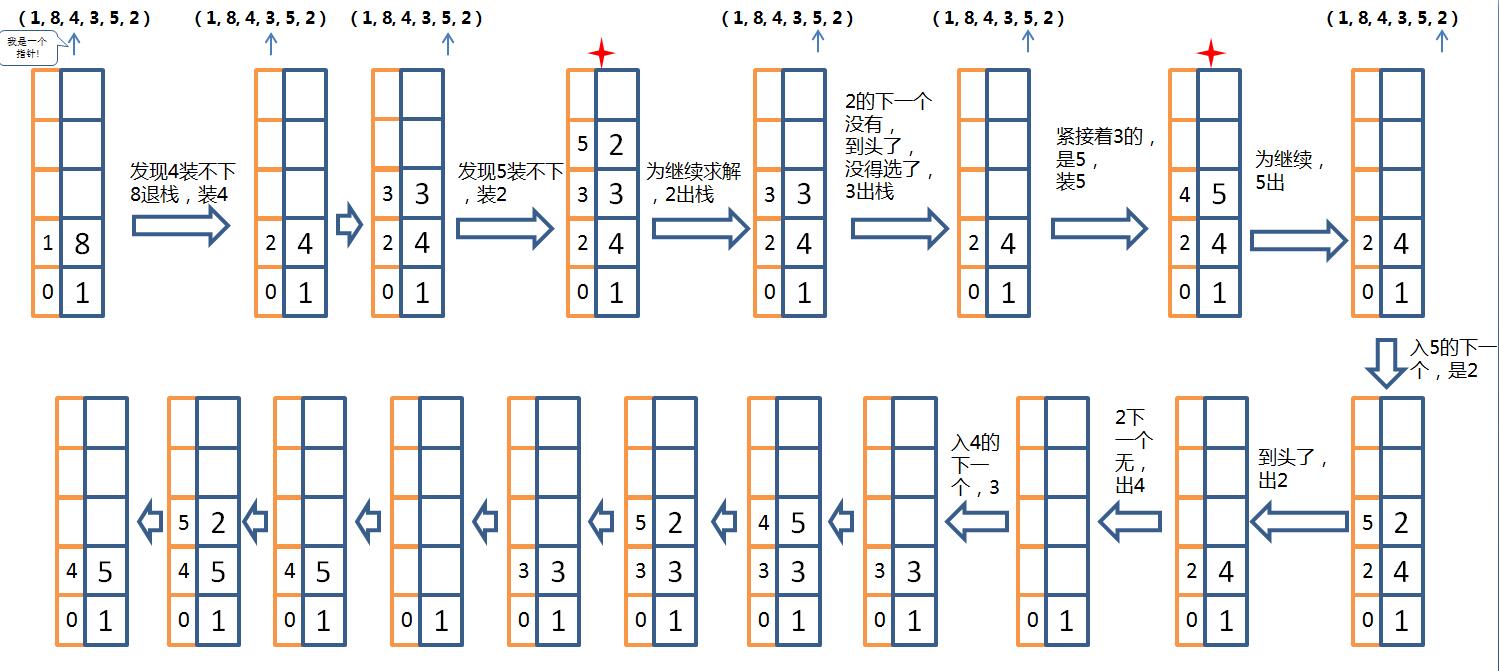 (1, 8, 4, 3, 5, 2)
(1, 8, 4, 3, 5, 2)
(1, 8, 4, 3, 5, 2)
(1, 8, 4, 3, 5, 2)
(1, 8, 4, 3, 5, 2)
(1, 8, 4, 3, 5, 2)
我是一个
指针!
1 8
0 1
发现4装不下
8退栈，装4
2 4
0 1
3 3
2 4
0 1
发现5装不下
，装2
5 2
3 3
2 4
0 1
为继续求解
，2出栈
3 3
2 4
0 1
2的下一个
没有，
到头了，
没得选了，
3出栈
2 4
0 1
紧接着3的，
是5，
装5
4 5
2 4
0 1
为继续，
5出
2 4
0 1
入5的下一
个，是2
5 2
2 4
0 1
到头了，
出2
2 4
0 1
2下
一个
无，
出4
0 1
入4的
下一
个，3
3 3
0 1
4 5
3 3
0 1
5 2
3 3
0 1
3 3
0 1
0 1
4 5
0 1
5 2
4 5
0 1
4 5
0 1